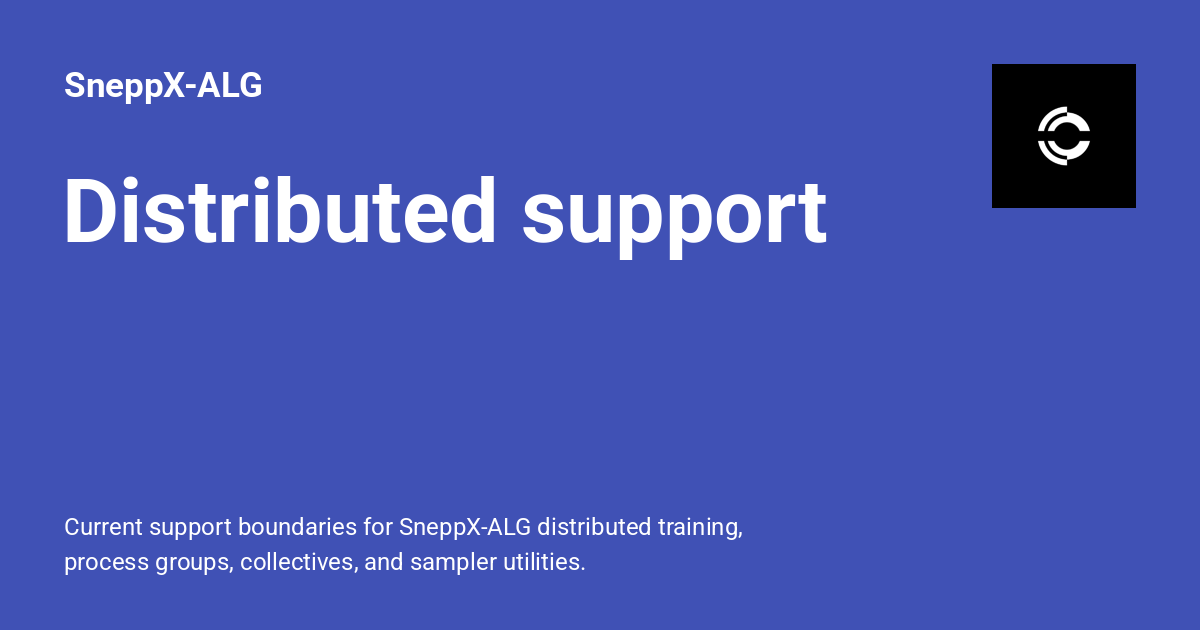 SneppX-ALG
Distributed support
Current support boundaries for SneppX-ALG distributed training,
process groups, collectives, and sampler utilities.